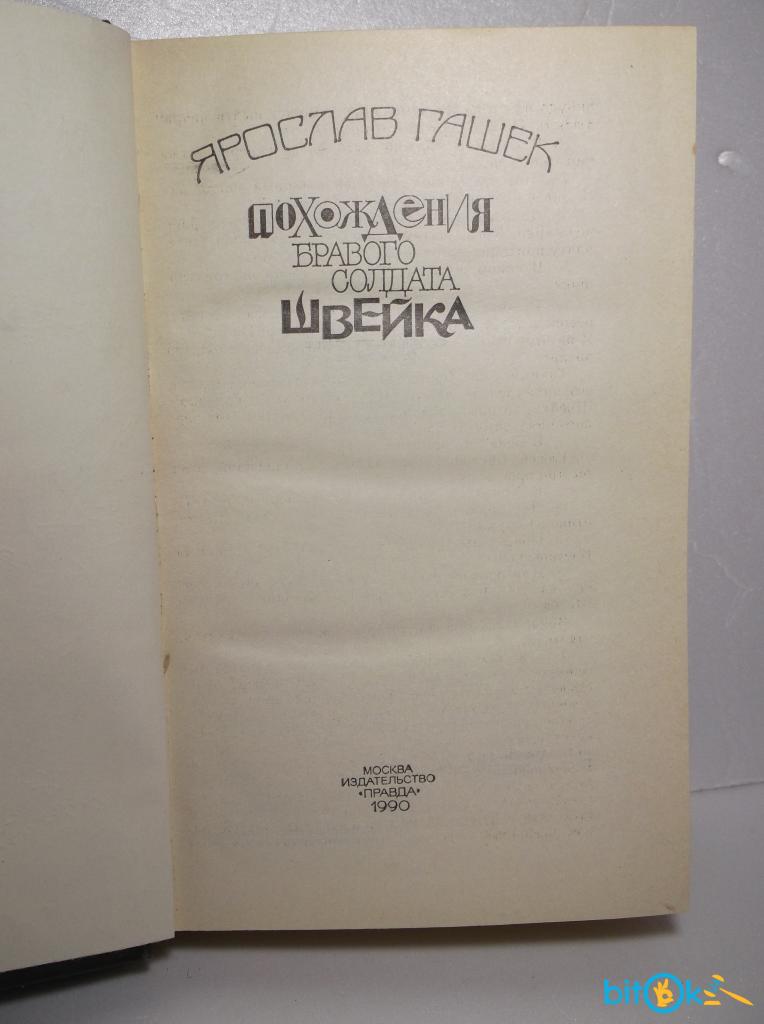 ЯРОСЛАВ ГАШЕК
ПОХОЖДЕНИЯ
БРАВОГО
СОЛДАТА
ШВЕЙКА
МОСКВА
ИЗДАТЕЛЬСТВО
«ПРАВДА»
1990
bitOk